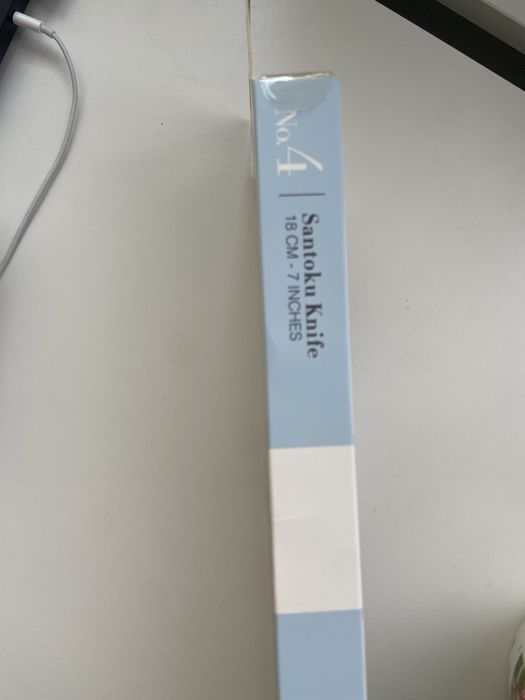 No. 4
Santoku Knife
18 CM - 7 INCHES